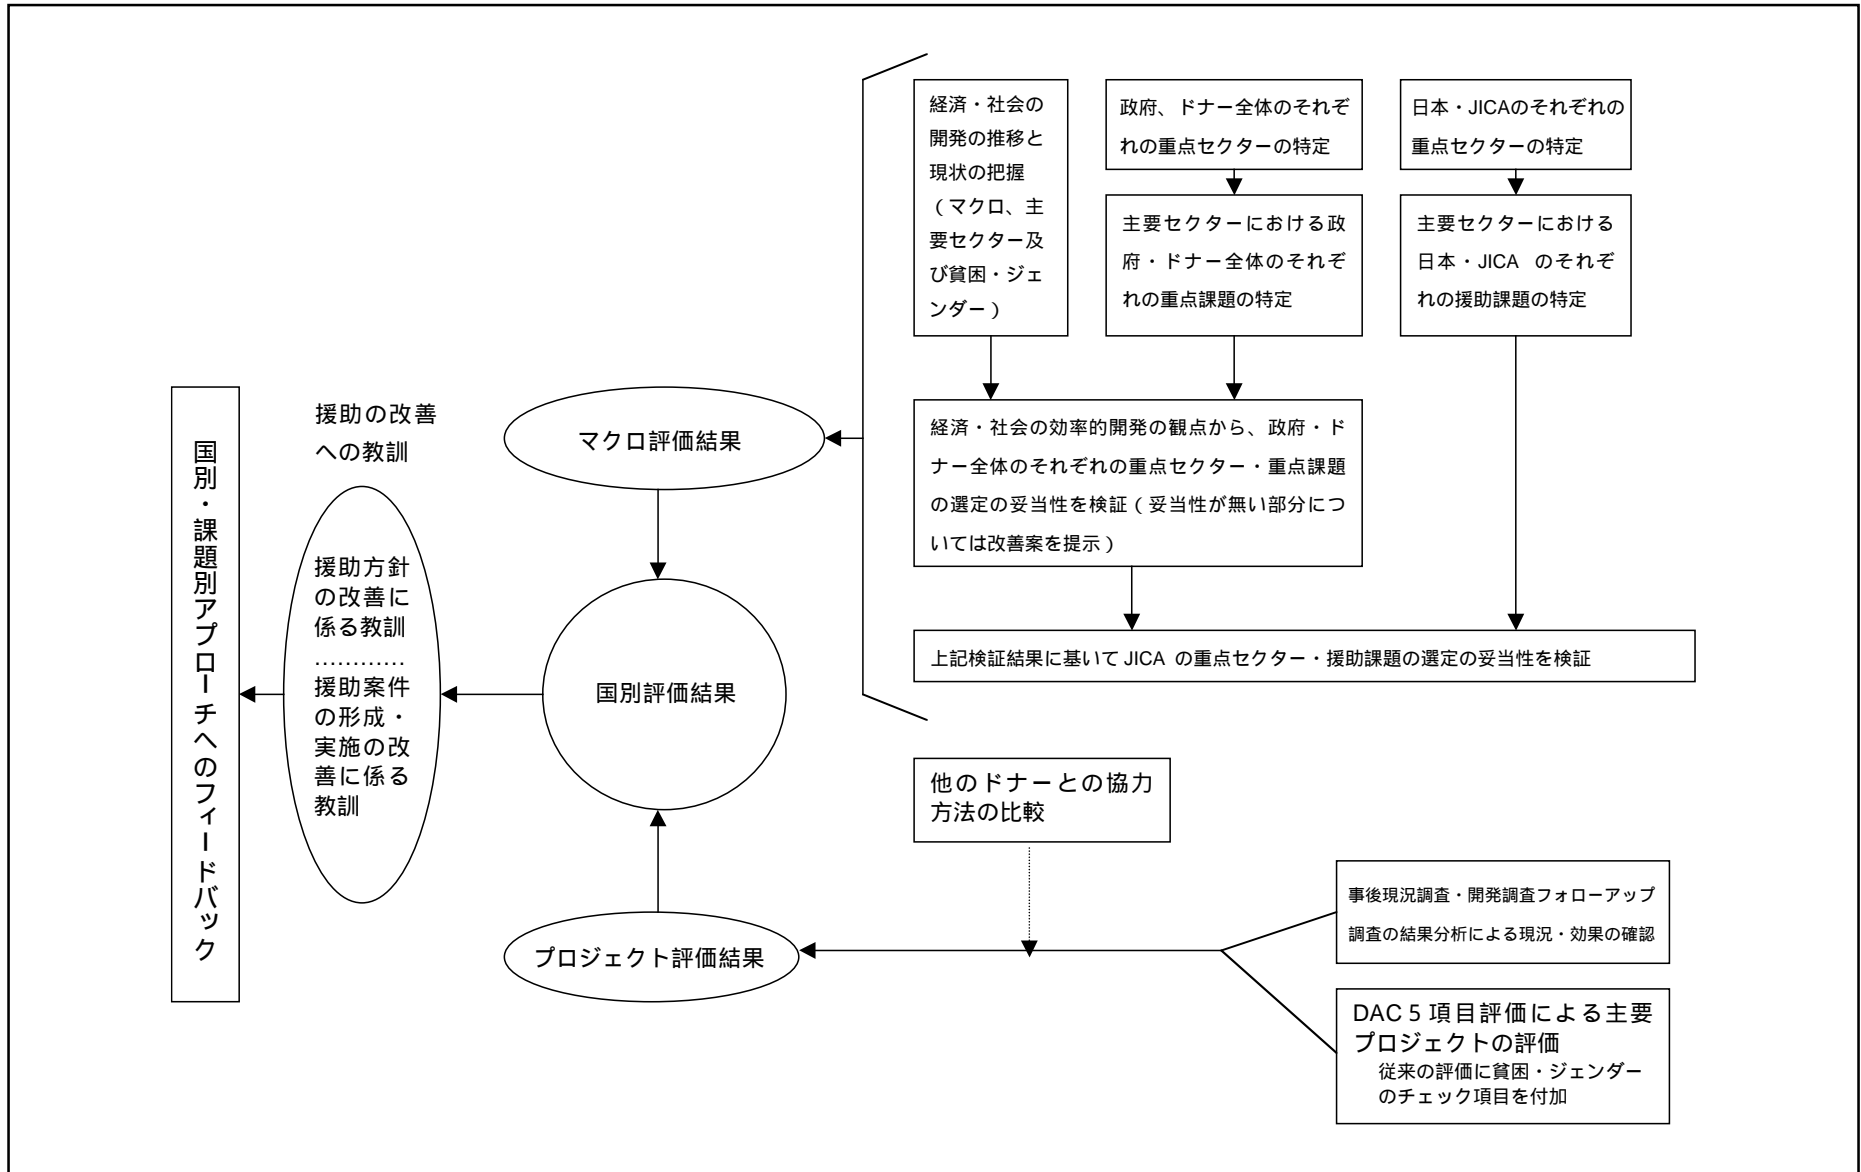 経済・社会の
開発の推移と
現状の把握
（マクロ、主
要セクター及
び貧困・ジェ
ンダー）
政府、ドナー全体のそれぞ
れの重点セクターの特定
日本・JICAのそれぞれの
重点セクターの特定
主要セクターにおける政
府・ドナー全体のそれぞ
れの重点課題の特定
主要セクターにおける
日本・JICA のそれぞ
れの援助課題の特定
経済・社会の効率的開発の観点から、政府・ド
ナー全体のそれぞれの重点セクター・重点課題
の選定の妥当性を検証（妥当性が無い部分につ
いては改善案を提示）
上記検証結果に基いて JICA の重点セクター・援助課題の選定の妥当性を検証
マクロ評価結果
国別評価結果
プロジェクト評価結果
援助の改善
への教訓
援助方針
の改善に
係る教訓
…………
援助案件
の形成・
実施の改
善に係る
教訓
国別・課題別アプローチへのフィードバック
他のドナーとの協力
方法の比較
事後現況調査・開発調査フォローアップ
調査の結果分析による現況・効果の確認
DAC５項目評価による主要
プロジェクトの評価
従来の評価に貧困・ジェンダー
のチェック項目を付加